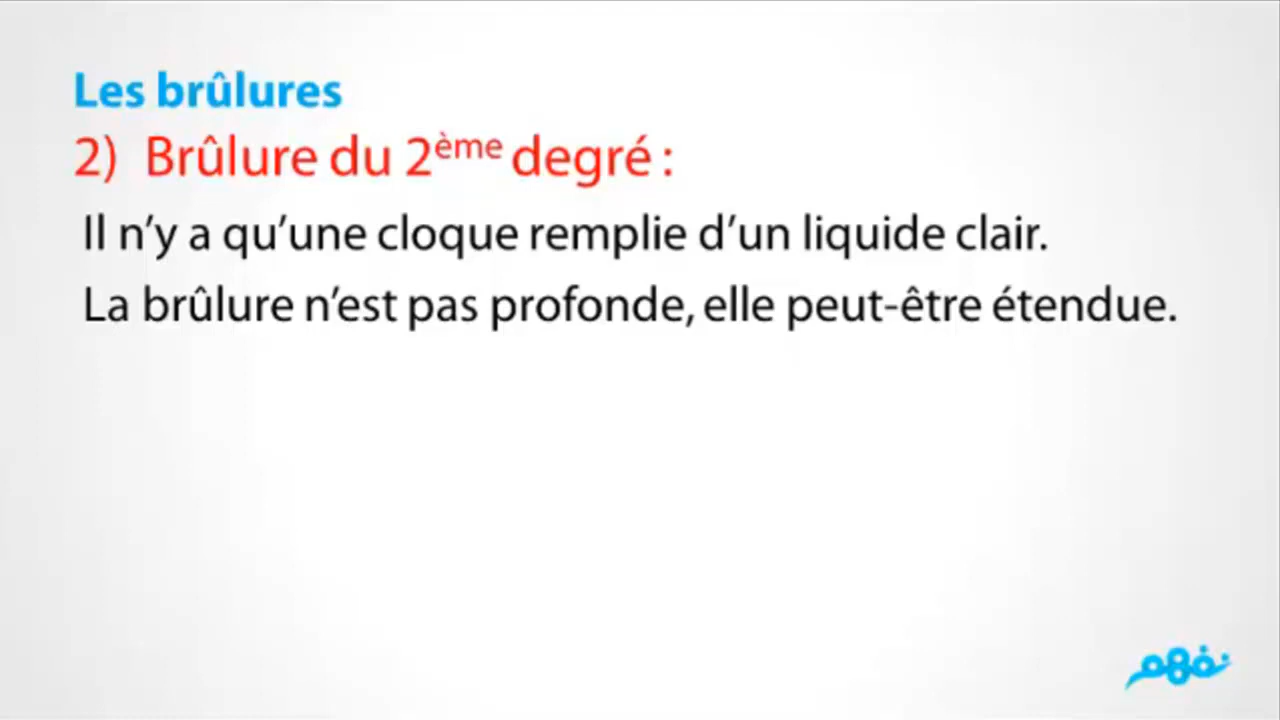 Les brûlures
2) Brûlure du 2ème degré :
Il n’y a qu’une cloque remplie d’un liquide clair.
La brûlure n’est pas profonde, elle peut-être étendue.
نفهم